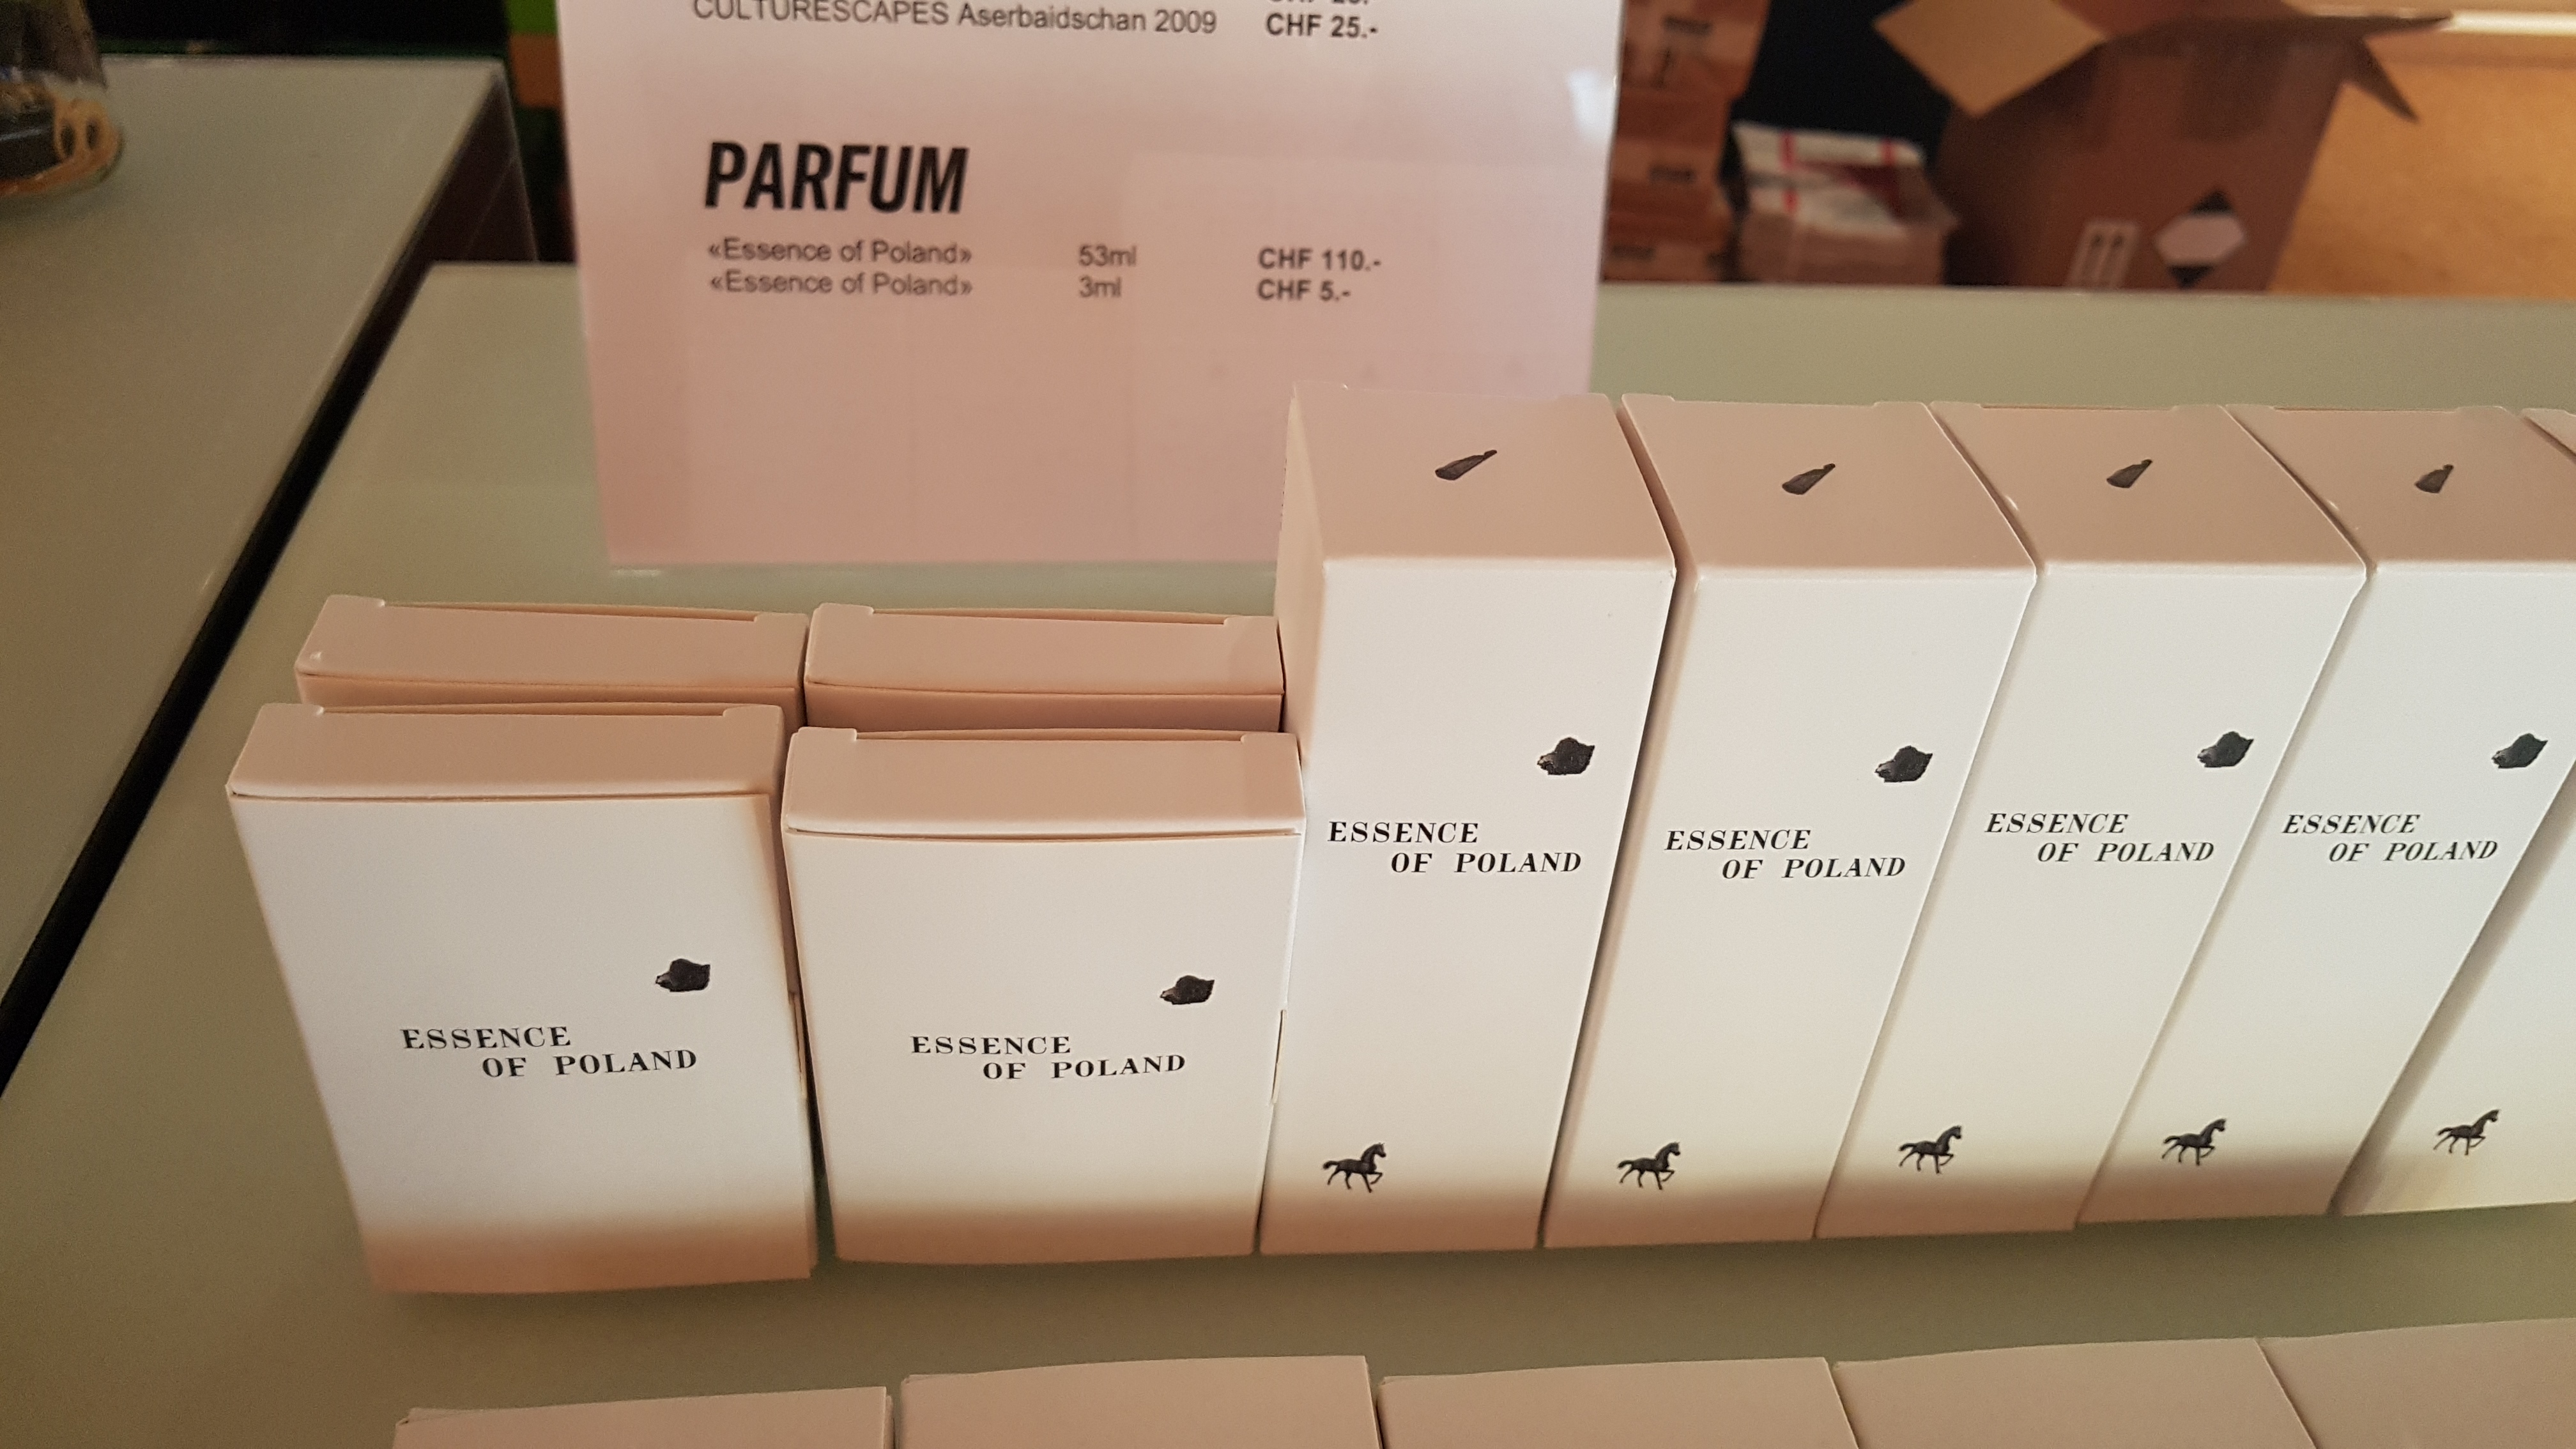 CULTURESCAPES Aserbaidschan 2009 CHF 25.-
PARFUM
«Essence of Poland» 53ml CHF 110.-
«Essence of Poland» 3ml CHF 5.-
ESSENCE
OF POLAND
ESSENCE
OF POLAND
ESSENCE
OF POLAND
ESSENCE
OF POLAND
ESSENCE
OF POLAND
ESSENCE
OF POLAND